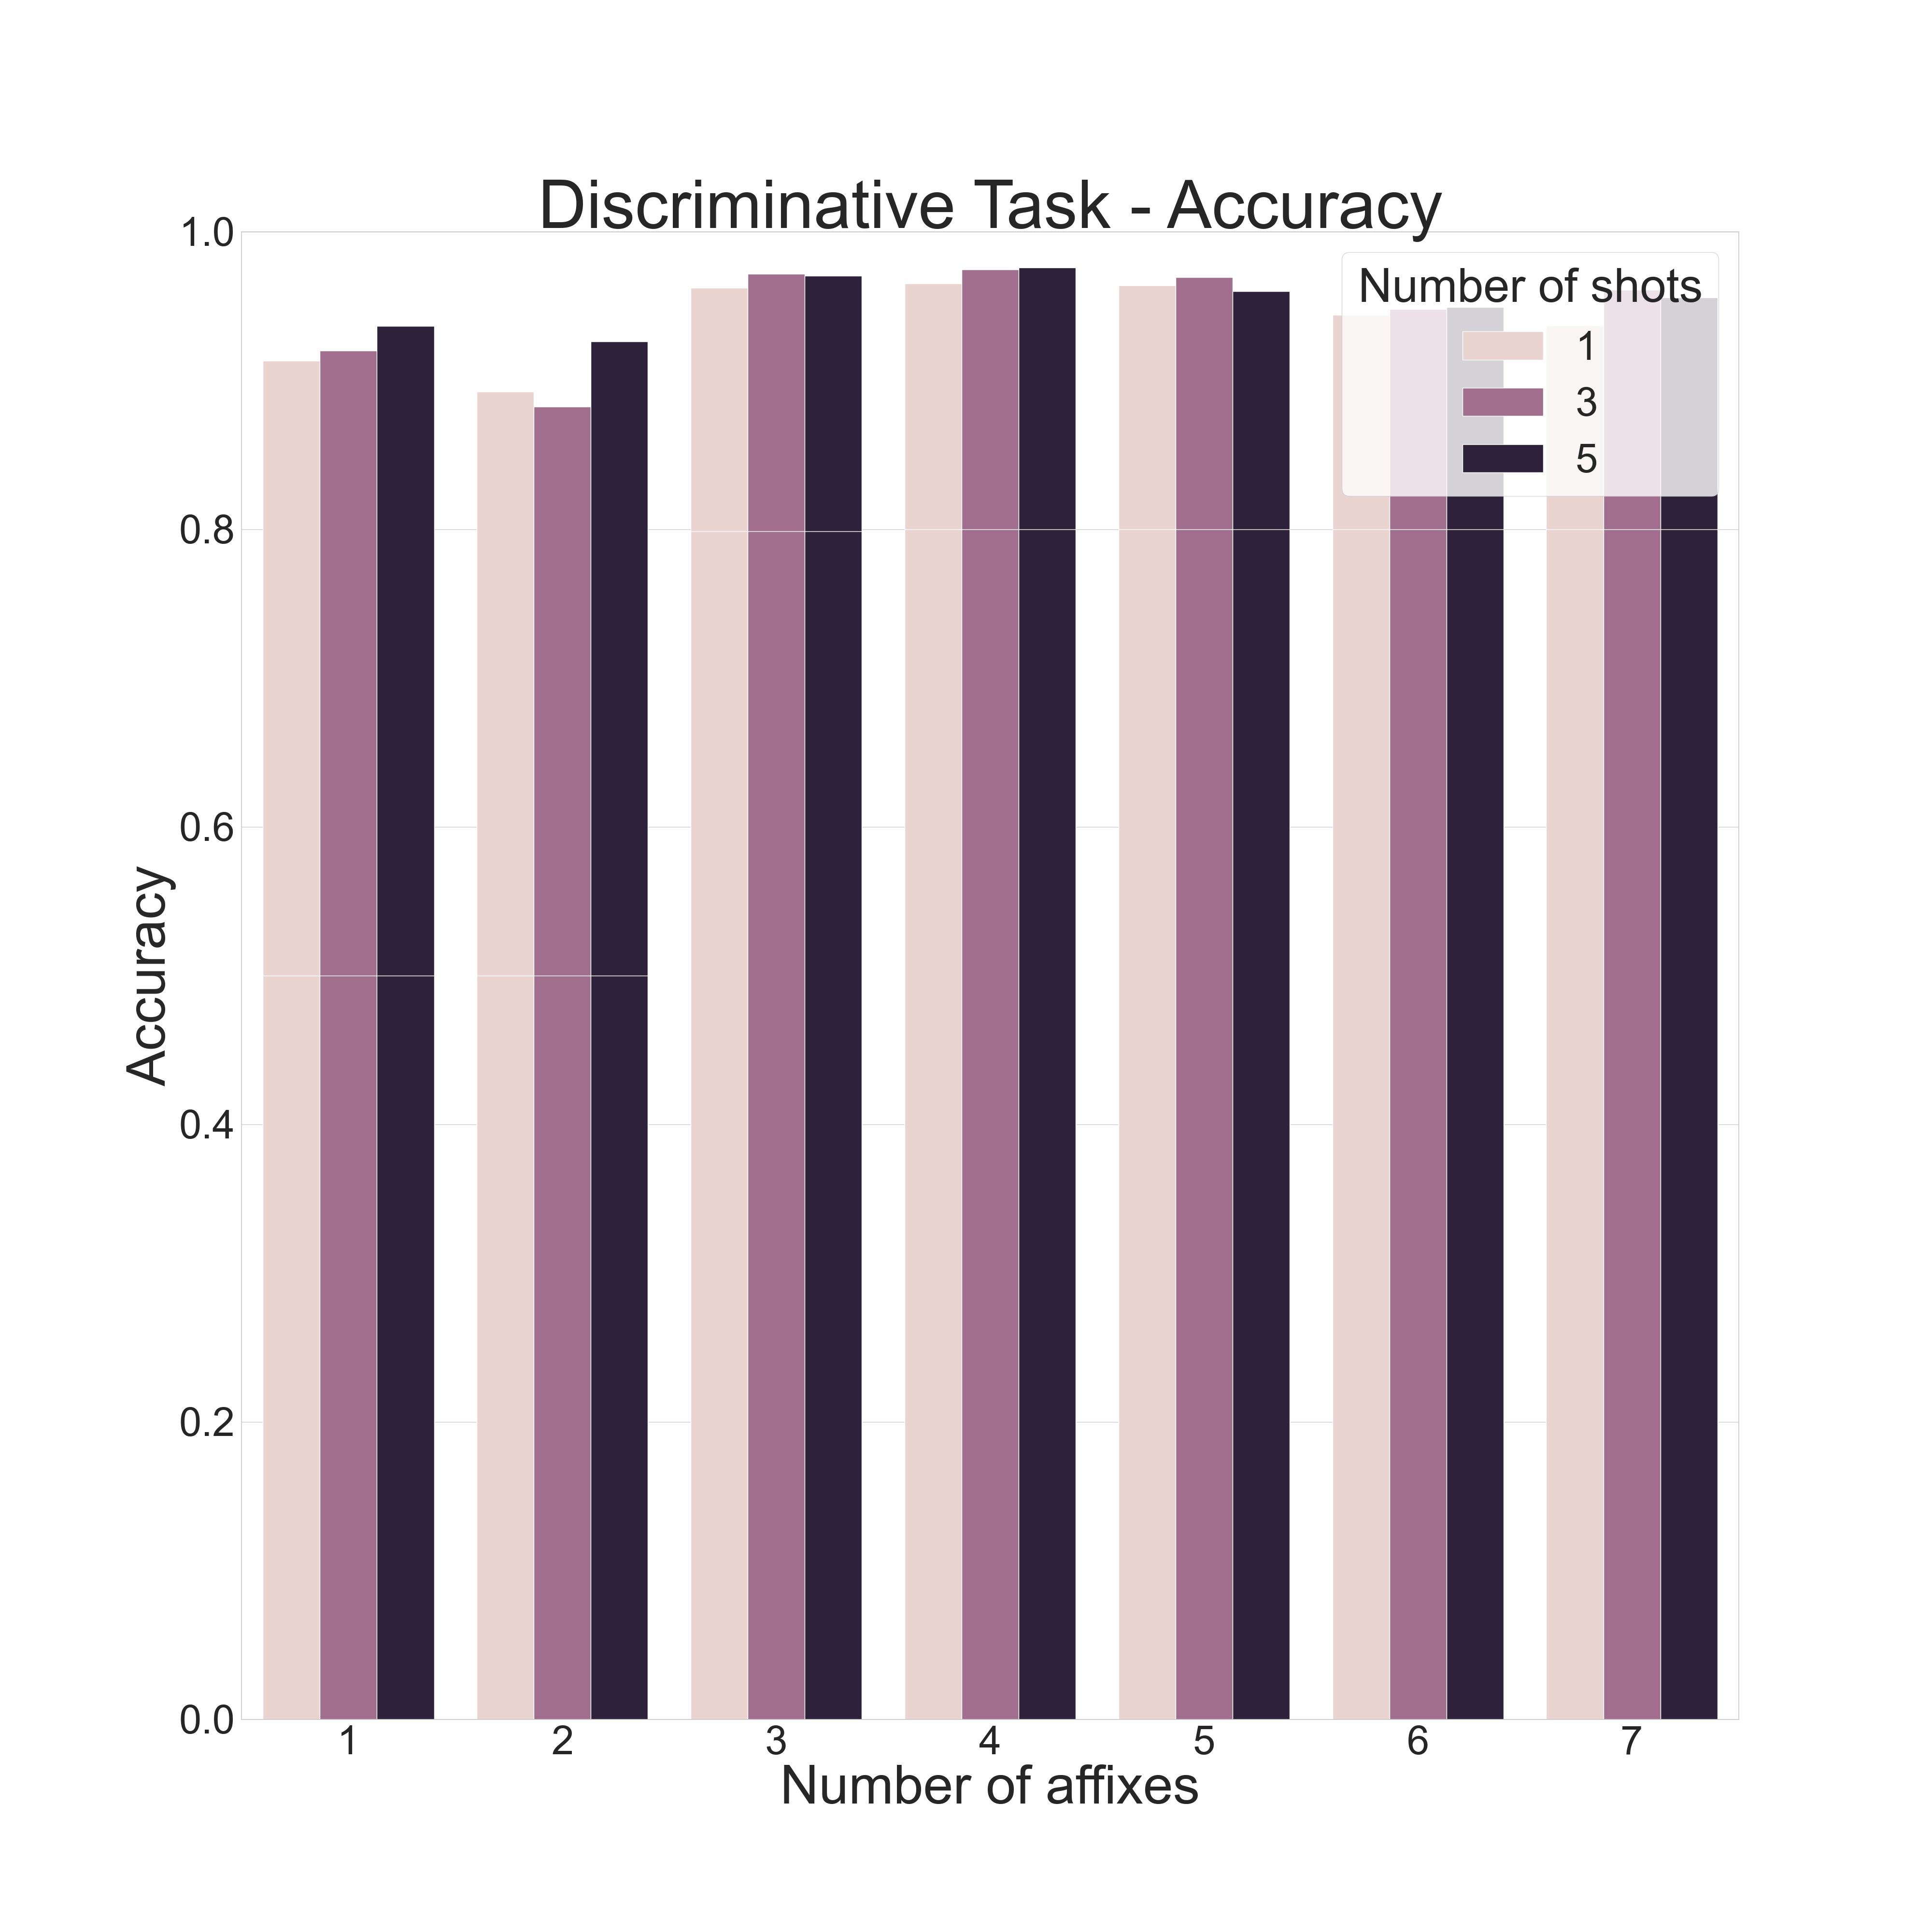 Discriminative Task - Accuracy
1.0
0.8
0.6
0.4
0.2
0.0
Accuracy
Number of shots
1
3
5
1 2 3 4 5 6 7
Number of affixes